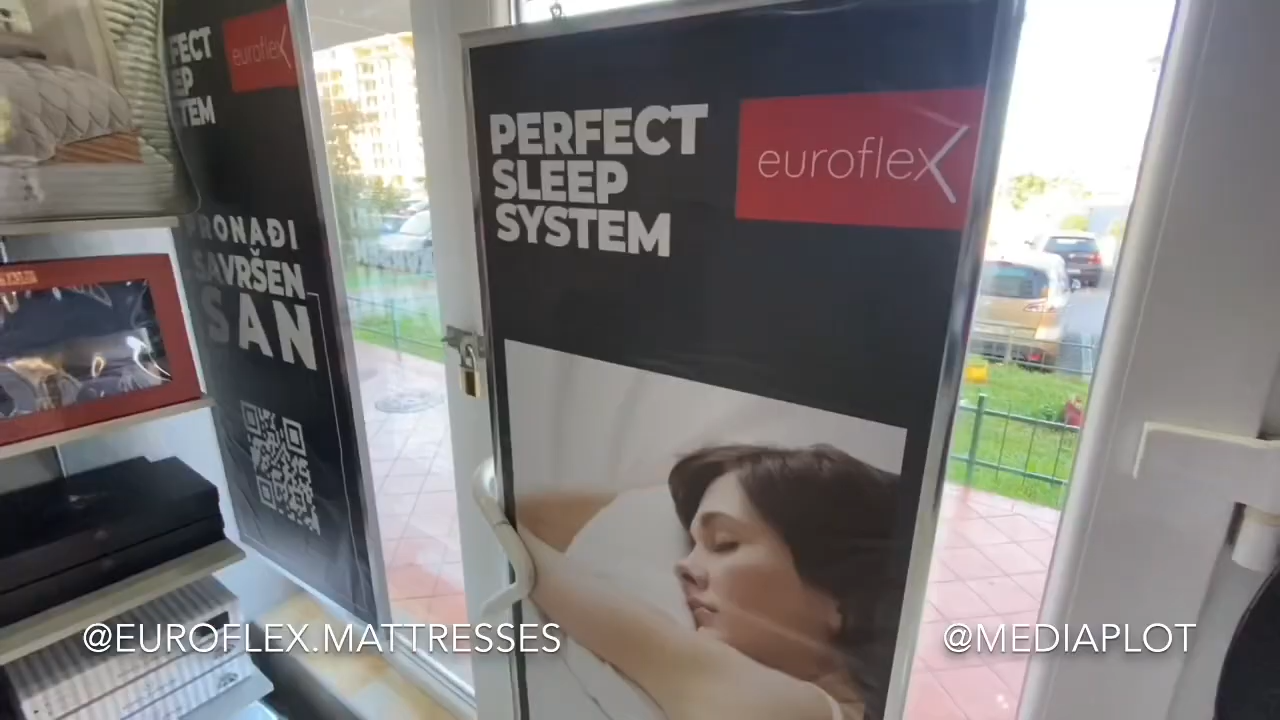 FECT
EP
TEM
euroflex
PRONAĐI
SAVRŠEN
SAN
PERFECT
SLEEP
SYSTEM
euroflex
@EUROFLEX.MATTRESSES
@MEDIAPLOT